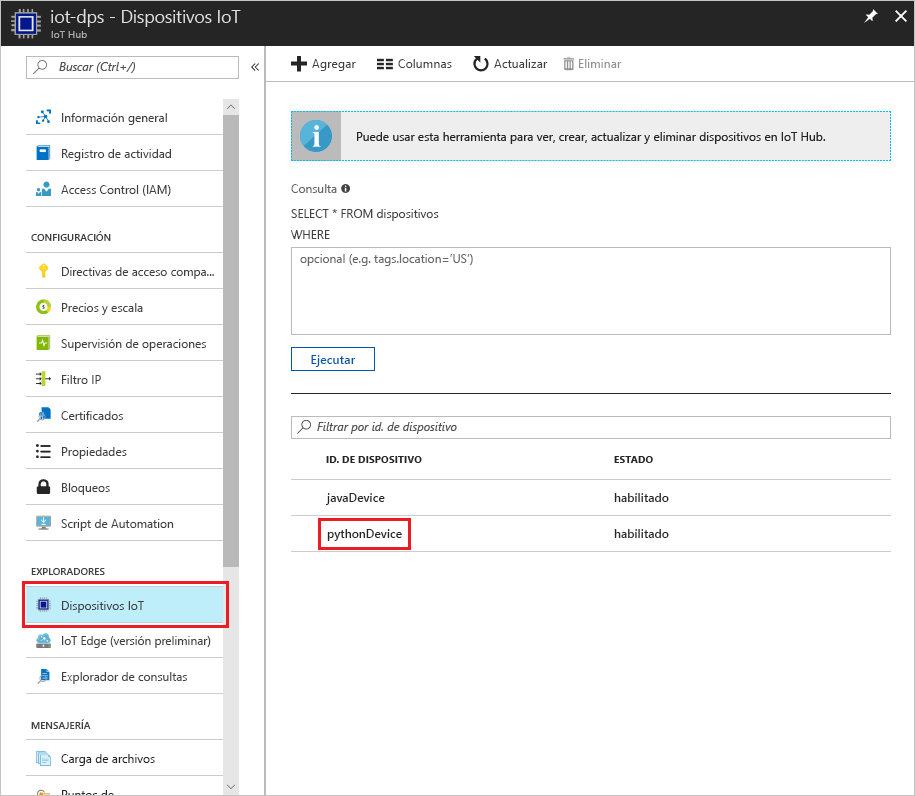 iot-dps - Dispositivos IoT
IoT Hub
Buscar (Ctrl+/)
Información general
Registro de actividad
Access Control (IAM)
CONFIGURACIÓN
Directivas de acceso compa...
Precios y escala
Supervisión de operaciones
Filtro IP
Certificados
Propiedades
Bloqueos
Script de Automation
EXPLORADORES
Dispositivos IoT
IoT Edge (versión preliminar)
Explorador de consultas
MENSAJERÍA
Carga de archivos
Puntos de
Agregar
Columnas
Actualizar
Eliminar
Puede usar esta herramienta para ver, crear, actualizar y eliminar dispositivos en IoT Hub.
Consulta
SELECT * FROM dispositivos
WHERE
opcional (e.g. tags.location='US')
Ejecutar
Filtrar por id. de dispositivo
ID. DE DISPOSITIVO ESTADO
javaDevice habilitado
pythonDevice habilitado